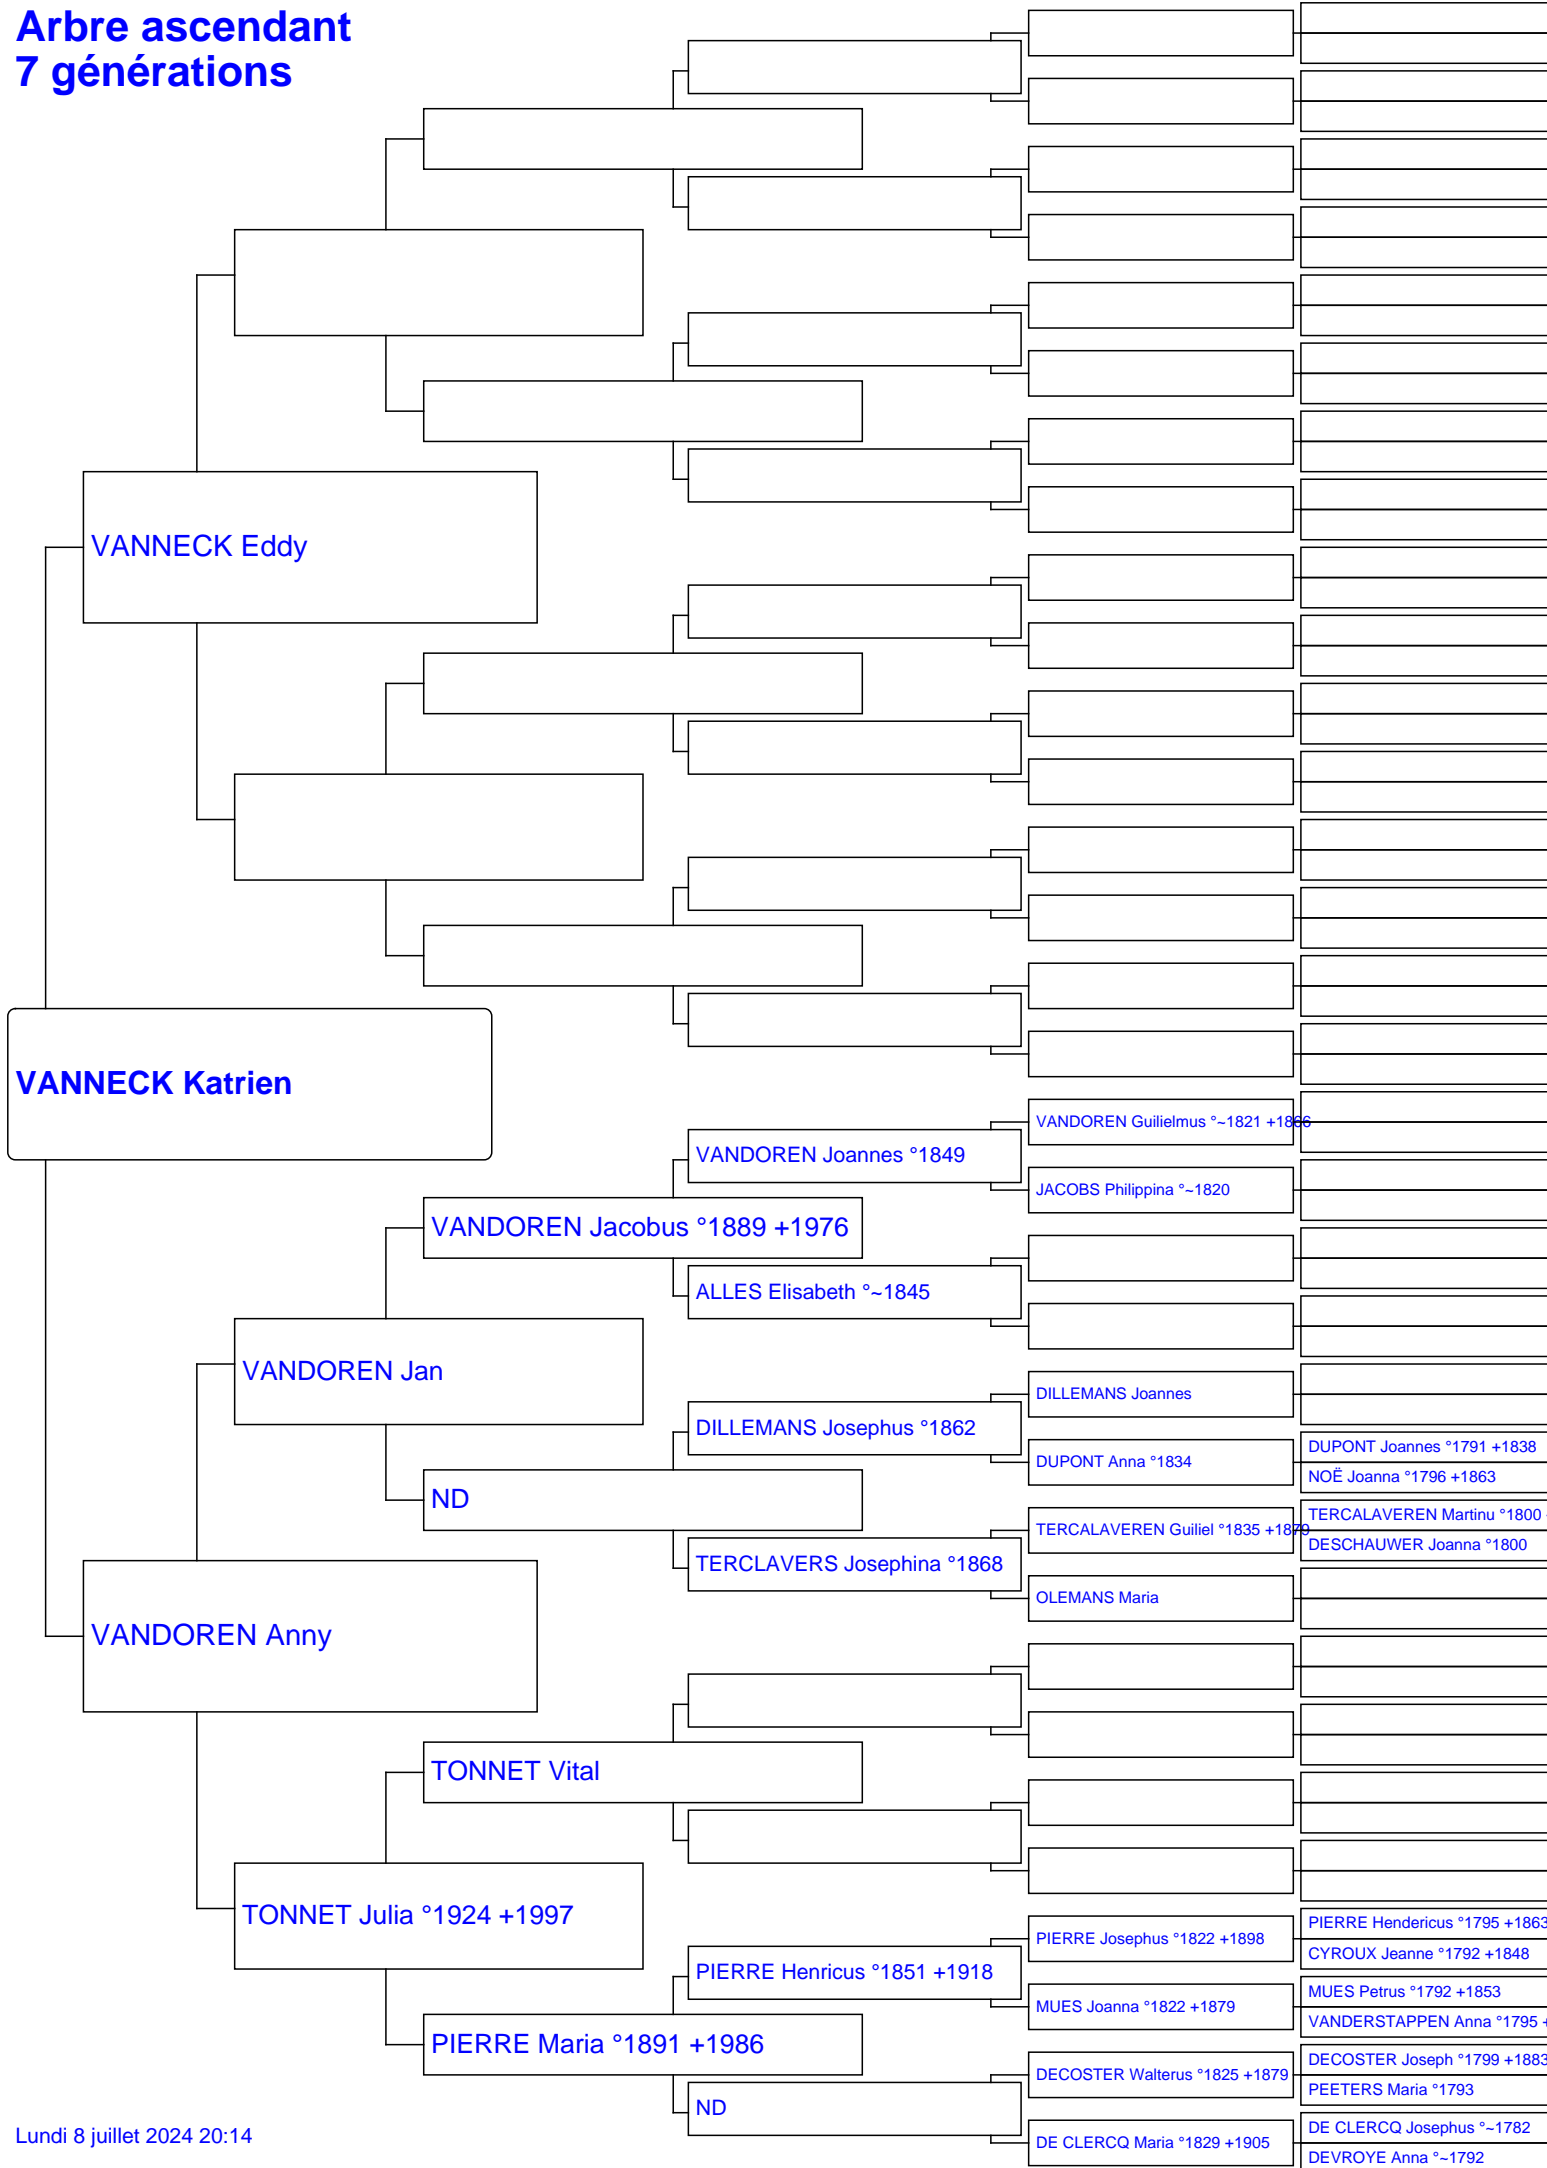 Arbre ascendant
7 générations
VANNECK Eddy
VANNECK Katrien
VANDOREN Guilielmus °~1821 +1866
VANDOREN Joannes °1849
JACOBS Philippina °~1820
VANDOREN Jacobus °1889 +1976
ALLES Elisabeth °~1845
VANDOREN Jan
DILLEMANS Joannes
DILLEMANS Josephus °1862
DUPONT Joannes °1791 +1838
DUPONT Anna °1834
NOË Joanna °1796 +1863
ND
TERCALAVEREN Martinu °1800
TERCALAVEREN Guiliel °1835 +1879
DESCHAUWER Joanna °1800
TERCLAVERS Josephina °1868
OLEMANS Maria
VANDOREN Anny
TONNET Vital
TONNET Julia °1924 +1997
PIERRE Hendericus °1795 +1863
PIERRE Josephus °1822 +1898
CYROUX Jeanne °1792 +1848
PIERRE Henricus °1851 +1918
MUES Petrus °1792 +1853
MUES Joanna °1822 +1879
VANDERSTAPPEN Anna °1795 +
PIERRE Maria °1891 +1986
DECOSTER Joseph °1799 +1883
DECOSTER Walterus °1825 +1879
PEETERS Maria °1793
ND
DE CLERCQ Josephus °~1782
DE CLERCQ Maria °1829 +1905
DEVROYE Anna °~1792
Lundi 8 juillet 2024 20:14